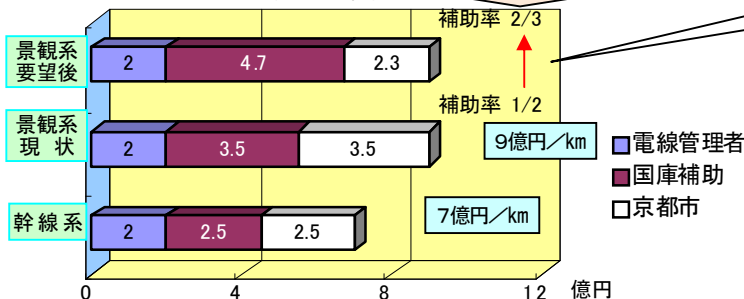 補助率 2/3
景観系
要望後
2 4.7 2.3
補助率 1/2
景観系
現 状
2 3.5 3.5
9億円/km
電線管理者
国庫補助
京都市
幹線系
2 2.5 2.5
7億円/km
0 4 8 12 億円